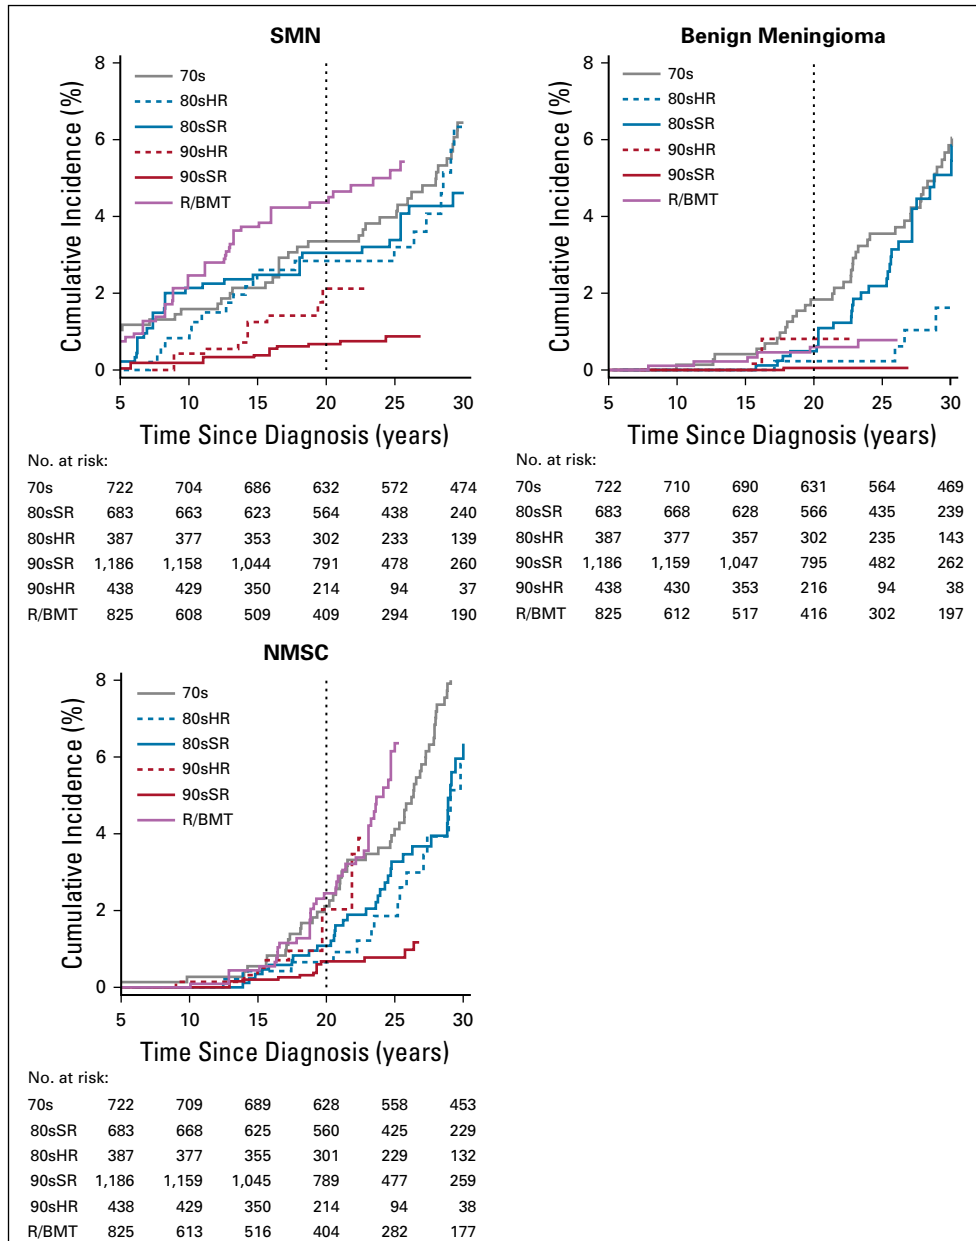 SMN
Cumulative Incidence (%)
8
6
4
2
0
70s
80sHR
80sSR
90sHR
90sSR
R/BMT
5 10 15 20 25 30
Time Since Diagnosis (years)
No. at risk:
70s 722 704 686 632 572 474
80sSR 683 663 623 564 438 240
80sHR 387 377 353 302 233 139
90sSR 1,186 1,158 1,044 791 478 260
90sHR 438 429 350 214 94 37
R/BMT 825 608 509 409 294 190
Benign Meningioma
Cumulative Incidence (%)
8
6
4
2
0
70s
80sHR
80sSR
90sHR
90sSR
R/BMT
5 10 15 20 25 30
Time Since Diagnosis (years)
No. at risk:
70s 722 710 690 631 564 469
80sSR 683 668 628 566 435 239
80sHR 387 377 357 302 235 143
90sSR 1,186 1,159 1,047 795 482 262
90sHR 438 430 353 216 94 38
R/BMT 825 612 517 416 302 197
NMSC
Cumulative Incidence (%)
8
6
4
2
0
70s
80sHR
80sSR
90sHR
90sSR
R/BMT
5 10 15 20 25 30
Time Since Diagnosis (years)
No. at risk:
70s 722 709 689 628 558 453
80sSR 683 668 625 560 425 229
80sHR 387 377 355 301 229 132
90sSR 1,186 1,159 1,045 789 477 259
90sHR 438 429 350 214 94 38
R/BMT 825 613 516 404 282 177